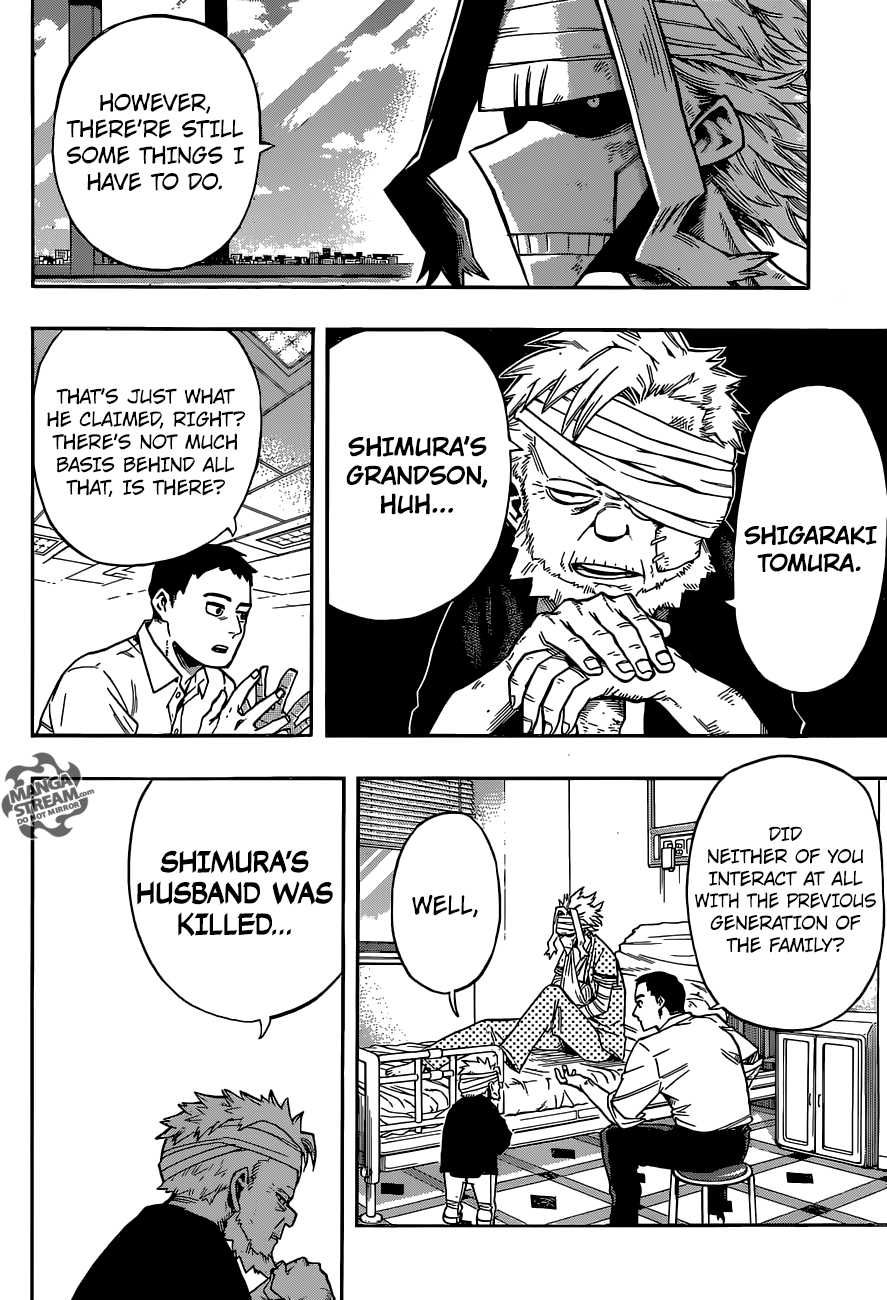 HOWEVER,
THERE'RE STILL
SOME THINGS I
HAVE TO DO.
SHIGARAKI
TOMURA.
SHIMURA'S
GRANDSON,
HUH...
THAT'S JUST WHAT
HE CLAIMED, RIGHT?
THERE'S NOT MUCH
BASIS BEHIND ALL
THAT, IS THERE?
DID
NEITHER OF YOU
INTERACT AT ALL
WITH THE PREVIOUS
GENERATION OF
THE FAMILY?
WELL,
SHIMURA'S
HUSBAND WAS
KILLED...
MANGA
STREAM.com
DO NOT MIRROR